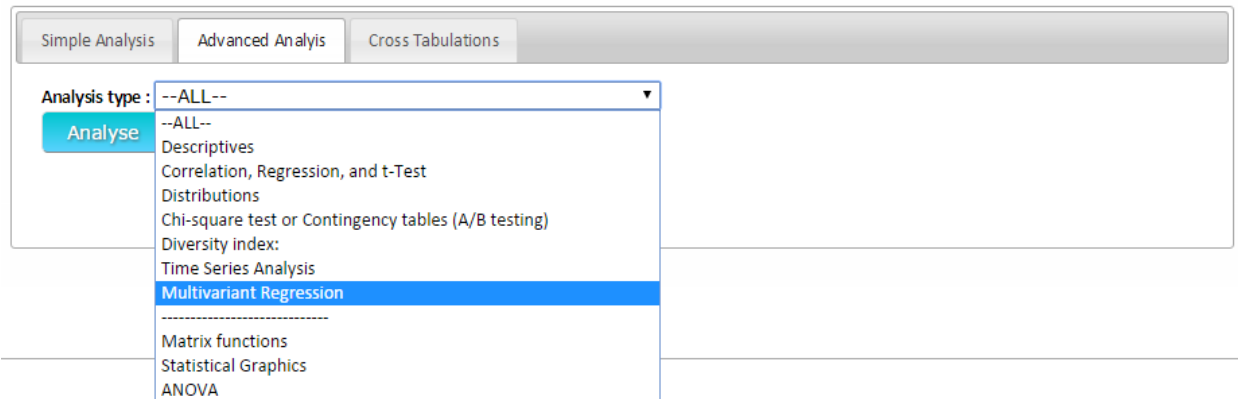 Simple Analysis Advanced Analyis Cross Tabulations
Analysis type : --ALL--
Analyse
--ALL--
Descriptives
Correlation, Regression, and t-Test
Distributions
Chi-square test or Contingency tables (A/B testing)
Diversity index:
Time Series Analysis
Multivariant Regression
-----------------------------
Matrix functions
Statistical Graphics
ANOVA